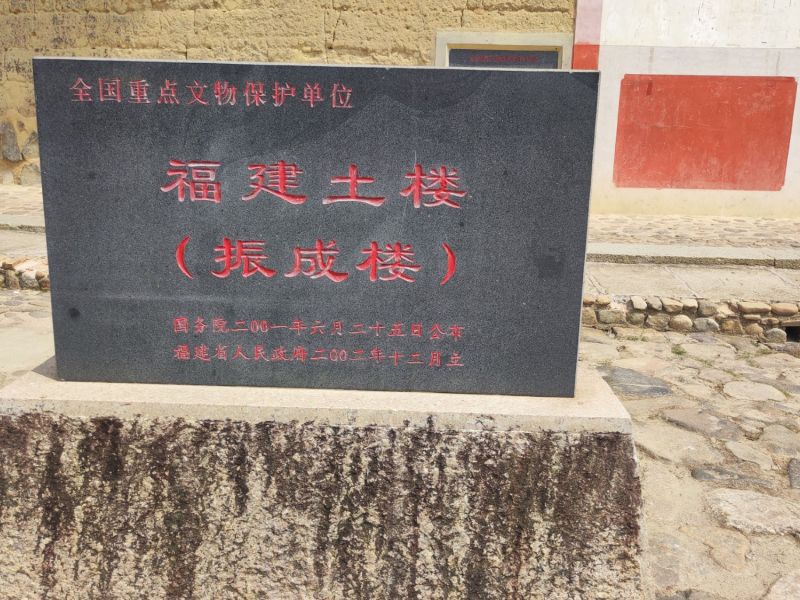 全国重点文物保护单位
福建土楼
（振成楼）
国务院二00一年六月二十五日公布
福建省人民政府二00二年十二月立